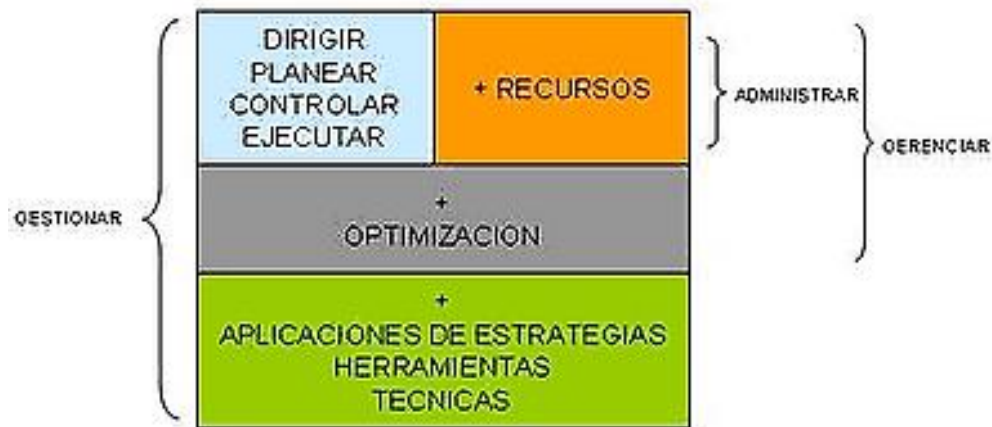 DIRIGIR
PLANEAR
CONTROLAR
EJECUTAR
+ RECURSOS
ADMINISTRAR
GERENCIAR
GESTIONAR
+
OPTIMIZACION
+
APLICACIONES DE ESTRATEGIAS
HERRAMIENTAS
TECNICAS